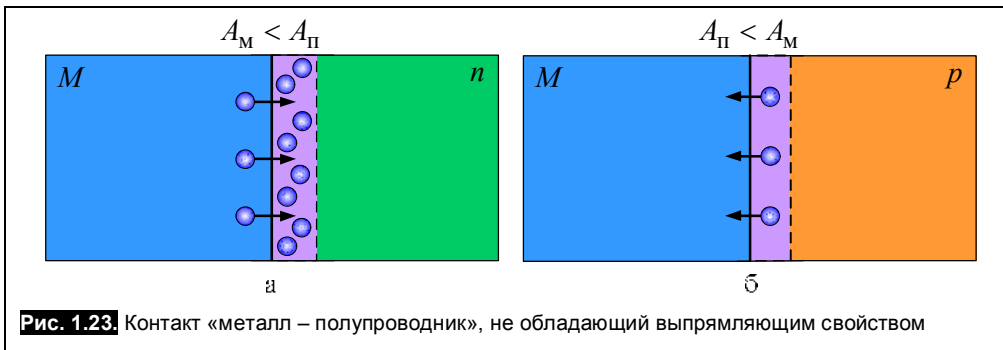 Aм < Aп
Aп < Aм
M
n
M
p
а
б
Рис. 1.23. Контакт «металл – полупроводник», не обладающий выпрямляющим свойством